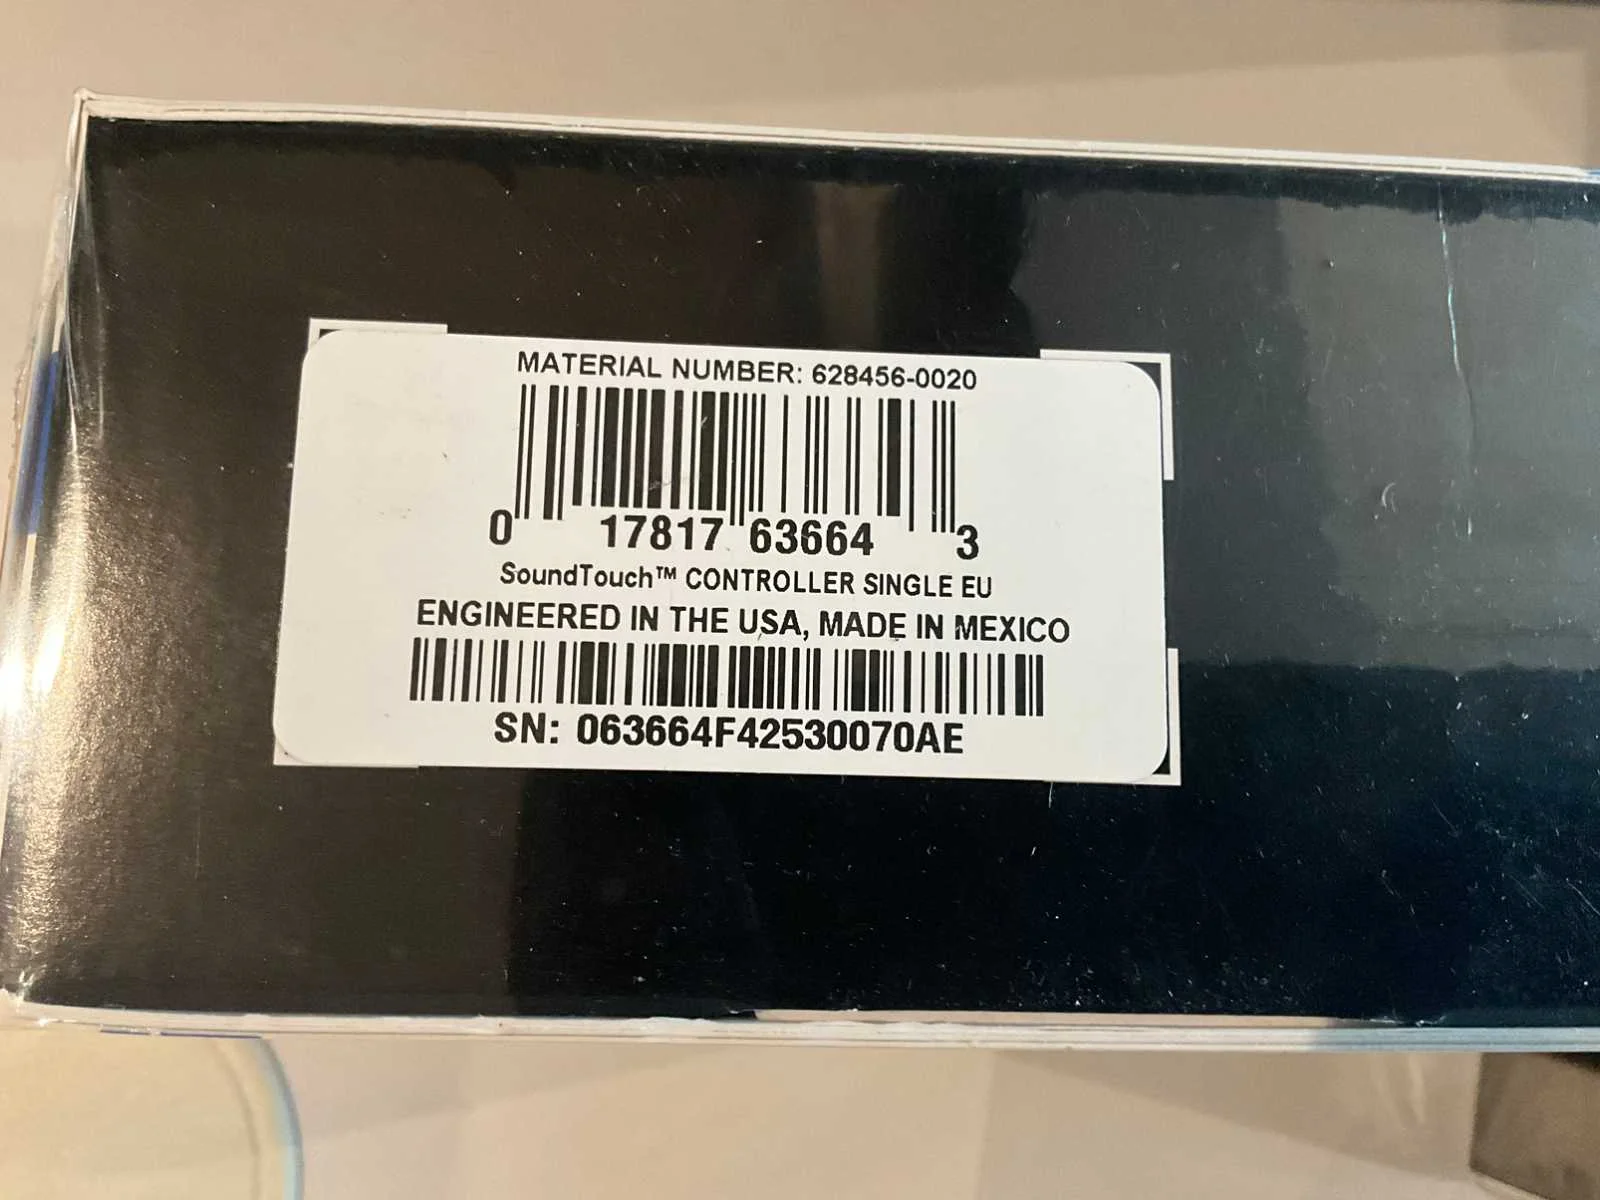 MATERIAL NUMBER: 628456-0020
0 17817 63664 3
SoundTouch™ CONTROLLER SINGLE EU
ENGINEERED IN THE USA, MADE IN MEXICO
SN: 063664F42530070AE